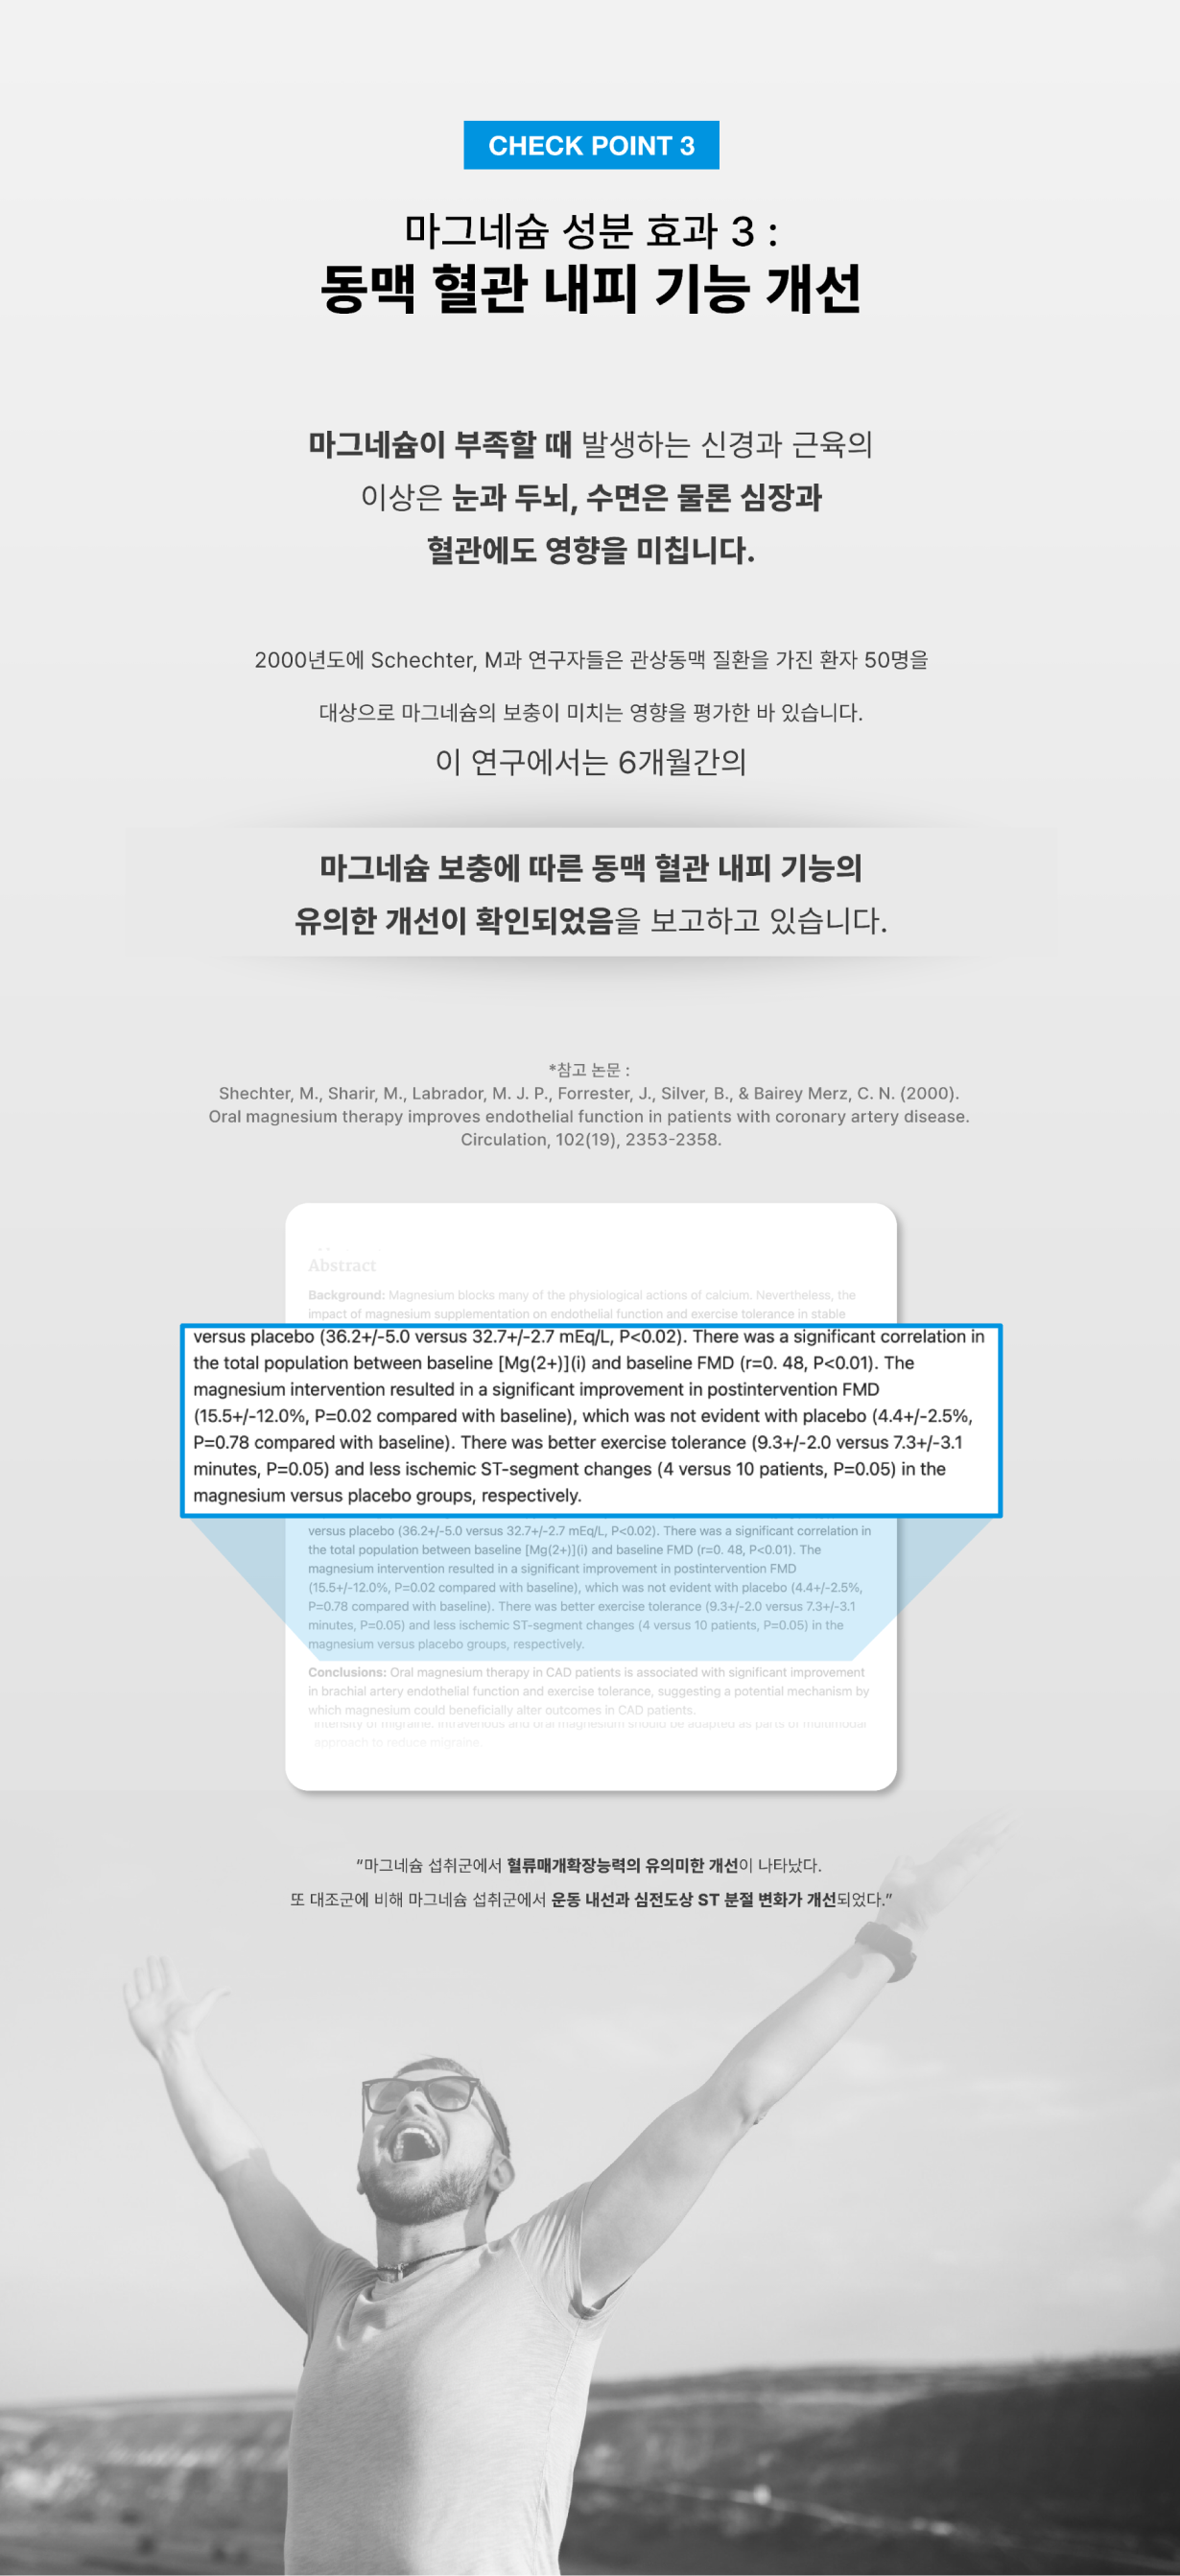 CHECK POINT 3
마그네슘 성분 효과 3 :
동맥 혈관 내피 기능 개선
마그네슘이 부족할 때 발생하는 신경과 근육의
이상은 눈과 두뇌, 수면은 물론 심장과
혈관에도 영향을 미칩니다.
2000년도에 Schechter, M과 연구자들은 관상동맥 질환을 가진 환자 50명을
대상으로 마그네슘의 보충이 미치는 영향을 평가한 바 있습니다.
이 연구에서는 6개월간의
마그네슘 보충에 따른 동맥 혈관 내피 기능의
유의한 개선이 확인되었음을 보고하고 있습니다.
*참고 논문 :
Shechter, M., Sharir, M., Labrador, M. J. P., Forrester, J., Silver, B., & Bairey Merz, C. N. (2000).
Oral magnesium therapy improves endothelial function in patients with coronary artery disease.
Circulation, 102(19), 2353-2358.
Abstract
Background: Magnesium blocks many of the physiological actions of calcium. Nevertheless, the
impact of magnesium supplementation on endothelial function and exercise tolerance in stable
versus placebo (36.2+/-5.0 versus 32.7+/-2.7 mEq/L, P<0.02). There was a significant correlation in
the total population between baseline [Mg(2+)](i) and baseline FMD (r=0. 48, P<0.01). The
magnesium intervention resulted in a significant improvement in postintervention FMD
(15.5+/-12.0%, P=0.02 compared with baseline), which was not evident with placebo (4.4+/-2.5%,
P=0.78 compared with baseline). There was better exercise tolerance (9.3+/-2.0 versus 7.3+/-3.1
minutes, P=0.05) and less ischemic ST-segment changes (4 versus 10 patients, P=0.05) in the
magnesium versus placebo groups, respectively.
versus placebo (36.2+/-5.0 versus 32.7+/-2.7 mEq/L, P<0.02). There was a significant correlation in
the total population between baseline [Mg(2+)](i) and baseline FMD (r=0. 48, P<0.01). The
magnesium intervention resulted in a significant improvement in postintervention FMD
(15.5+/-12.0%, P=0.02 compared with baseline), which was not evident with placebo (4.4+/-2.5%,
P=0.78 compared with baseline). There was better exercise tolerance (9.3+/-2.0 versus 7.3+/-3.1
minutes, P=0.05) and less ischemic ST-segment changes (4 versus 10 patients, P=0.05) in the
magnesium versus placebo groups, respectively.
Conclusions: Oral magnesium therapy in CAD patients is associated with significant improvement
in brachial artery endothelial function and exercise tolerance, suggesting a potential mechanism by
which magnesium could beneficially alter outcomes in CAD patients.
intensity of migraine. Intravenous and oral magnesium should be adapted as parts of multimodal
approach to reduce migraine.
“마그네슘 섭취군에서 혈류매개확장능력의 유의미한 개선이 나타났다.
또 대조군에 비해 마그네슘 섭취군에서 운동 내선과 심전도상 ST 분절 변화가 개선되었다.”